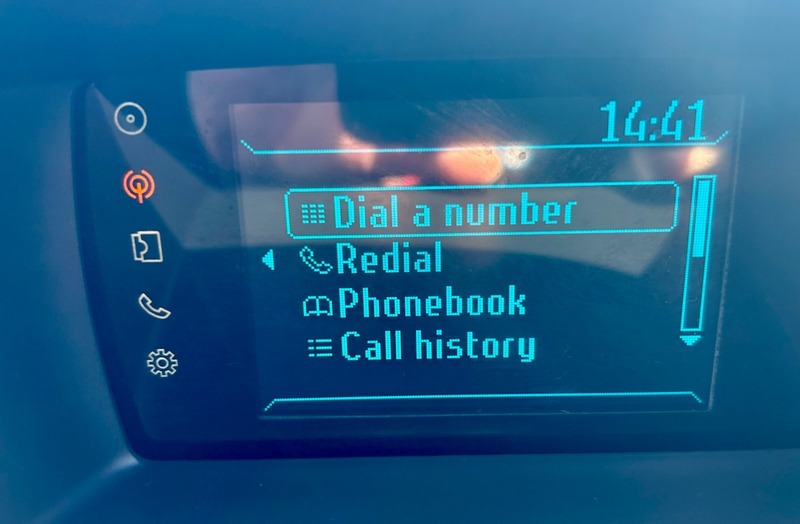 14:41
Dial a number
Redial
Phonebook
Call history